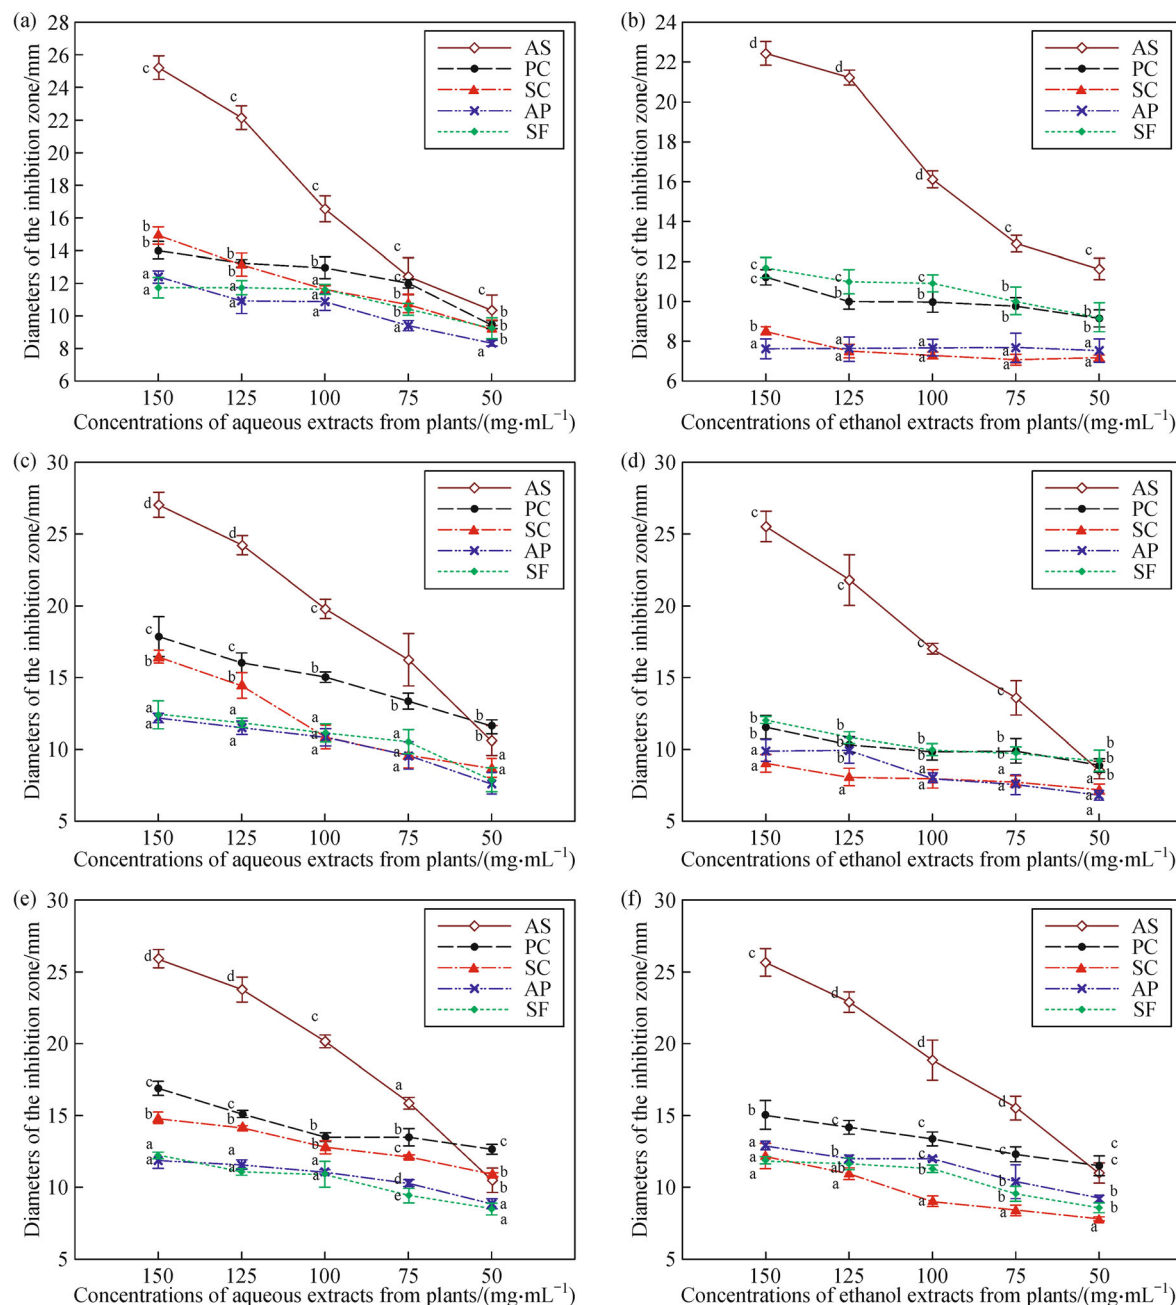 (a)
Diameters of the inhibition zone/mm
28
26
24
22
20
18
16
14
12
10
8
6
AS
PC
SC
AP
SF
c
c
c
c
c
b
b
b
b
b
a
b
a
a
a
c
b
b
a
b
b
a
a
150 125 100 75 50
Concentrations of aqueous extracts from plants/(mg·mL⁻¹)
(b)
Diameters of the inhibition zone/mm
24
22
20
18
16
14
12
10
8
6
AS
PC
SC
AP
SF
d
d
d
c
c
c
c
b
a
c
b
a
a
c
b
a
a
b
b
a
a
b
b
a
a
150 125 100 75 50
Concentrations of ethanol extracts from plants/(mg·mL⁻¹)
(c)
Diameters of the inhibition zone/mm
30
25
20
15
10
5
AS
PC
SC
AP
SF
d
d
c
b
c
b
a
a
c
b
a
a
b
a
a
a
b
a
a
a
b
b
a
a
150 125 100 75 50
Concentrations of aqueous extracts from plants/(mg·mL⁻¹)
(d)
Diameters of the inhibition zone/mm
30
25
20
15
10
5
AS
PC
SC
AP
SF
c
c
c
c
b
b
a
a
b
b
b
a
b
b
a
a
b
b
a
a
b
b
b
a
a
150 125 100 75 50
Concentrations of ethanol extracts from plants/(mg·mL⁻¹)
(e)
Diameters of the inhibition zone/mm
30
25
20
15
10
5
AS
PC
SC
AP
SF
d
d
c
a
c
b
a
a
c
b
a
a
b
b
a
a
b
c
d
e
c
b
b
a
a
150 125 100 75 50
Concentrations of aqueous extracts from plants/(mg·mL⁻¹)
(f)
Diameters of the inhibition zone/mm
30
25
20
15
10
5
AS
PC
SC
AP
SF
c
d
d
d
b
a
a
a
c
b
ab
a
c
c
b
a
c
b
b
a
c
c
b
b
a
150 125 100 75 50
Concentrations of ethanol extracts from plants/(mg·mL⁻¹)